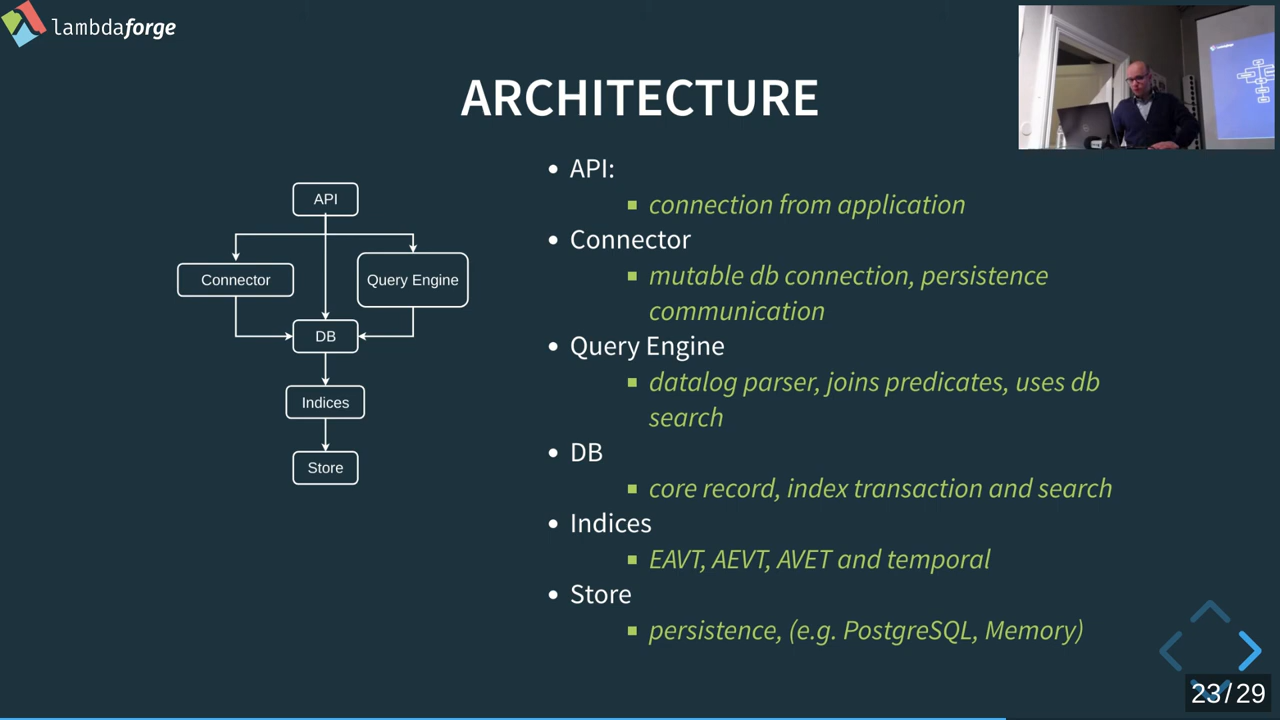 lambdaforge
ARCHITECTURE
API
Connector
Query Engine
DB
Indices
Store
• API:
▪ connection from application
• Connector
▪ mutable db connection, persistence
communication
• Query Engine
▪ datalog parser, joins predicates, uses db
search
• DB
▪ core record, index transaction and search
• Indices
▪ EAVT, AEVT, AVET and temporal
• Store
▪ persistence, (e.g. PostgreSQL, Memory)
23/29